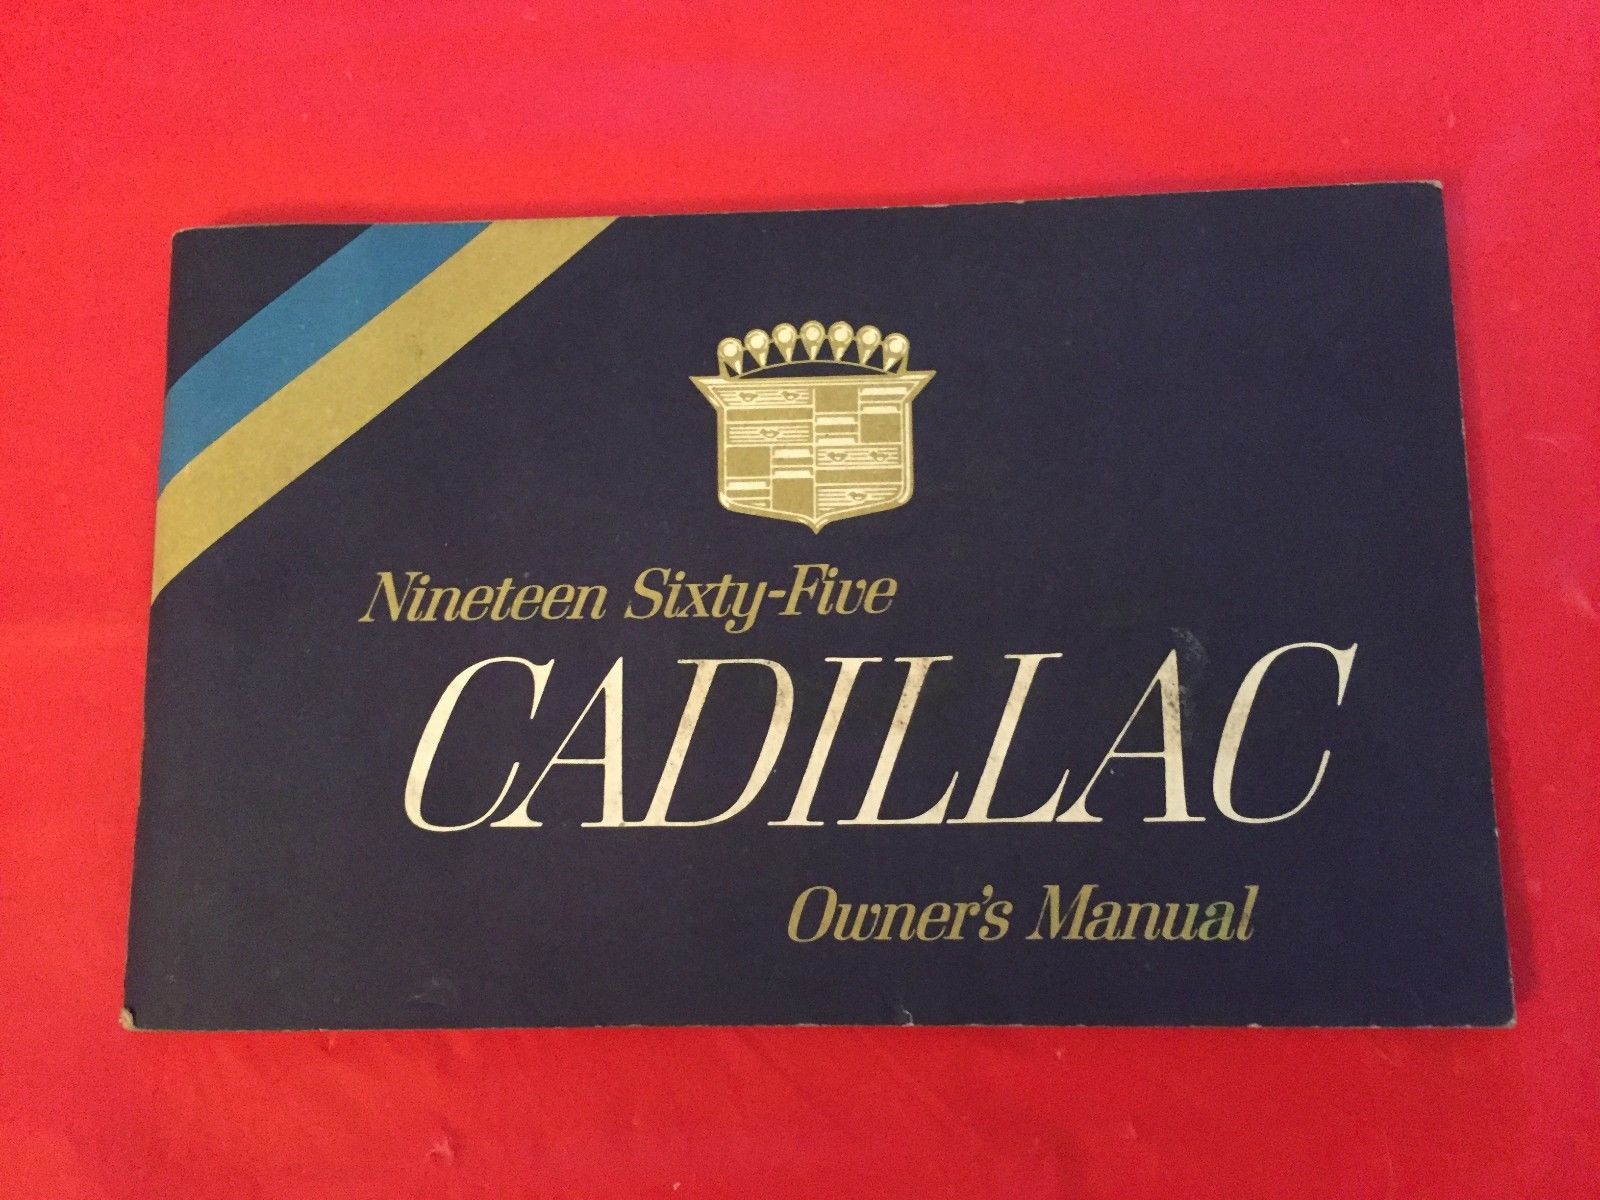 Nineteen Sixty-Five
CADILLAC
Owner's Manual